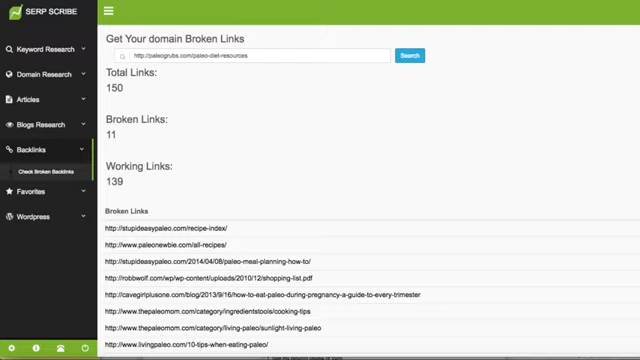 SERP SCRIBE
Keyword Research
Domain Research
Articles
Blogs Research
Backlinks
Check Broken Backlinks
Favorites
Wordpress
Get Your domain Broken Links
http://paleogrubs.com/paleo-diet-resources
Search
Total Links:
150
Broken Links:
11
Working Links:
139
Broken Links
http://stupideasypaleo.com/recipe-index/
http://www.paleonewbie.com/all-recipes/
http://stupideasypaleo.com/2014/04/08/paleo-meal-planning-how-to/
http://robbwolf.com/wp/wp-content/uploads/2010/12/shopping_list.pdf
http://cavegirlplusone.com/blog/2013/9/16/how-to-eat-paleo-during-pregnancy-a-guide-to-every-trimester
http://www.thepaleomom.com/category/ingredientstools/cooking-tips
http://www.thepaleomom.com/category/living-paleo/sunlight-living-paleo
http://www.livingpaleo.com/10-tips-when-eating-paleo/